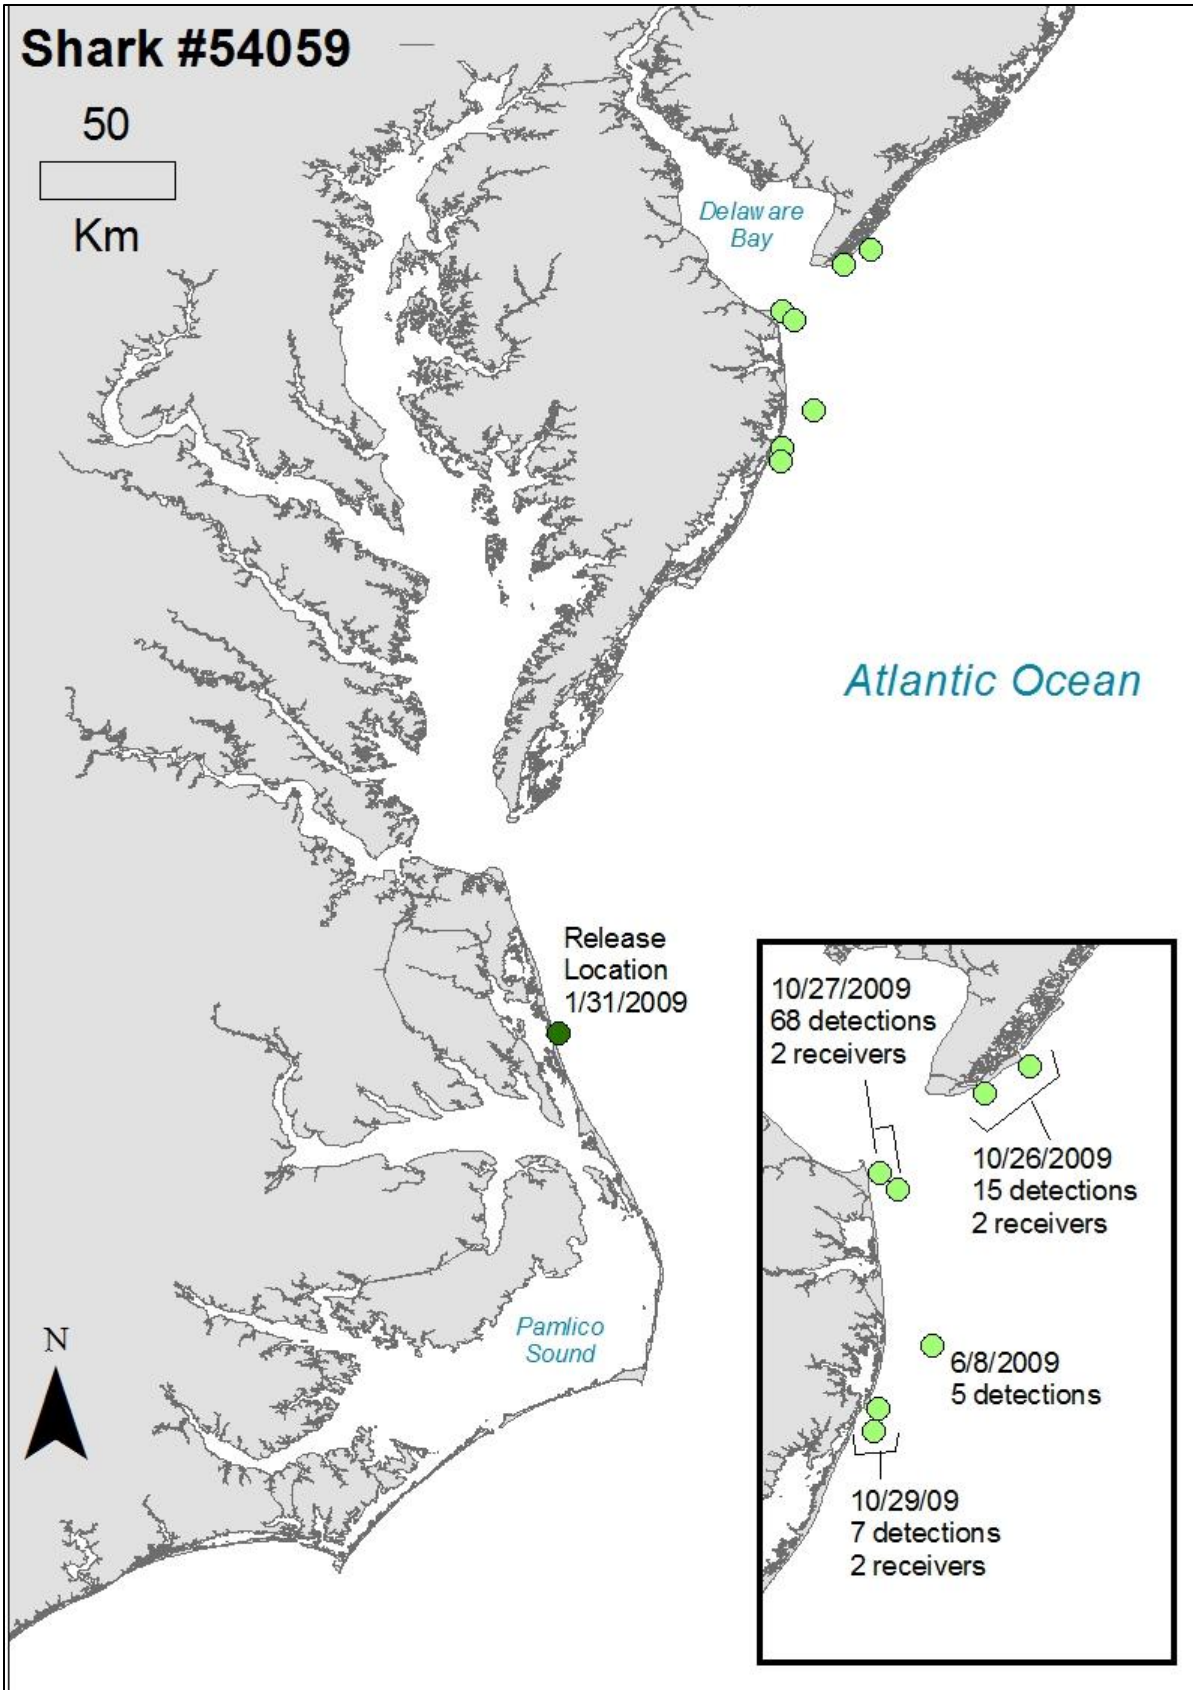 Shark #54059
50
Km
Delaware
Bay
Atlantic Ocean
Release
Location
1/31/2009
10/27/2009
68 detections
2 receivers
10/26/2009
15 detections
2 receivers
6/8/2009
5 detections
10/29/09
7 detections
2 receivers
Pamlico
Sound
N